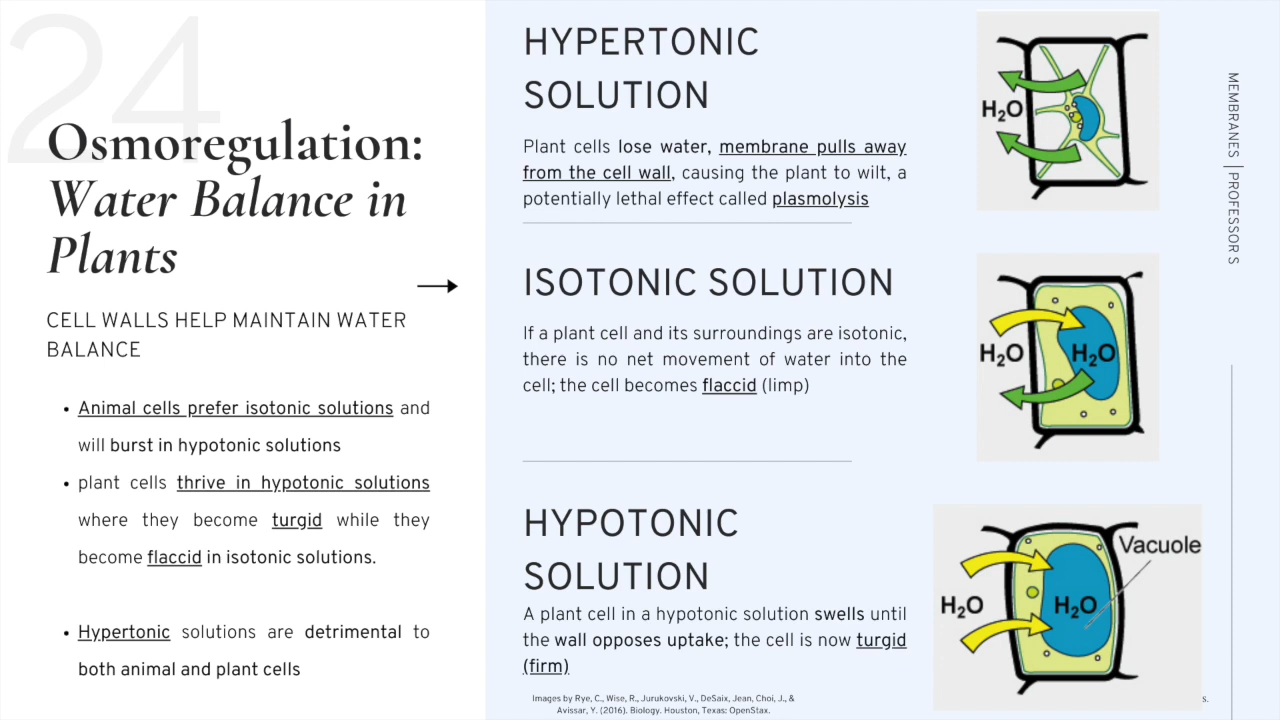 24
Osmoregulation:
Water Balance in
Plants
CELL WALLS HELP MAINTAIN WATER
BALANCE
• Animal cells prefer isotonic solutions and
will burst in hypotonic solutions
• plant cells thrive in hypotonic solutions
where they become turgid while they
become flaccid in isotonic solutions.
• Hypertonic solutions are detrimental to
both animal and plant cells
HYPERTONIC
SOLUTION
Plant cells lose water, membrane pulls away
from the cell wall, causing the plant to wilt, a
potentially lethal effect called plasmolysis
H₂O
ISOTONIC SOLUTION
If a plant cell and its surroundings are isotonic,
there is no net movement of water into the
cell; the cell becomes flaccid (limp)
H₂O H₂O
HYPOTONIC
SOLUTION
A plant cell in a hypotonic solution swells until
the wall opposes uptake; the cell is now turgid
(firm)
Vacuole
H₂O H₂O
Images by Rye, C., Wise, R., Jurukovski, V., DeSaix, Jean, Choi, J., &
Avissar, Y. (2016). Biology. Houston, Texas: OpenStax.
s.
MEMBRANES | PROFESSOR S